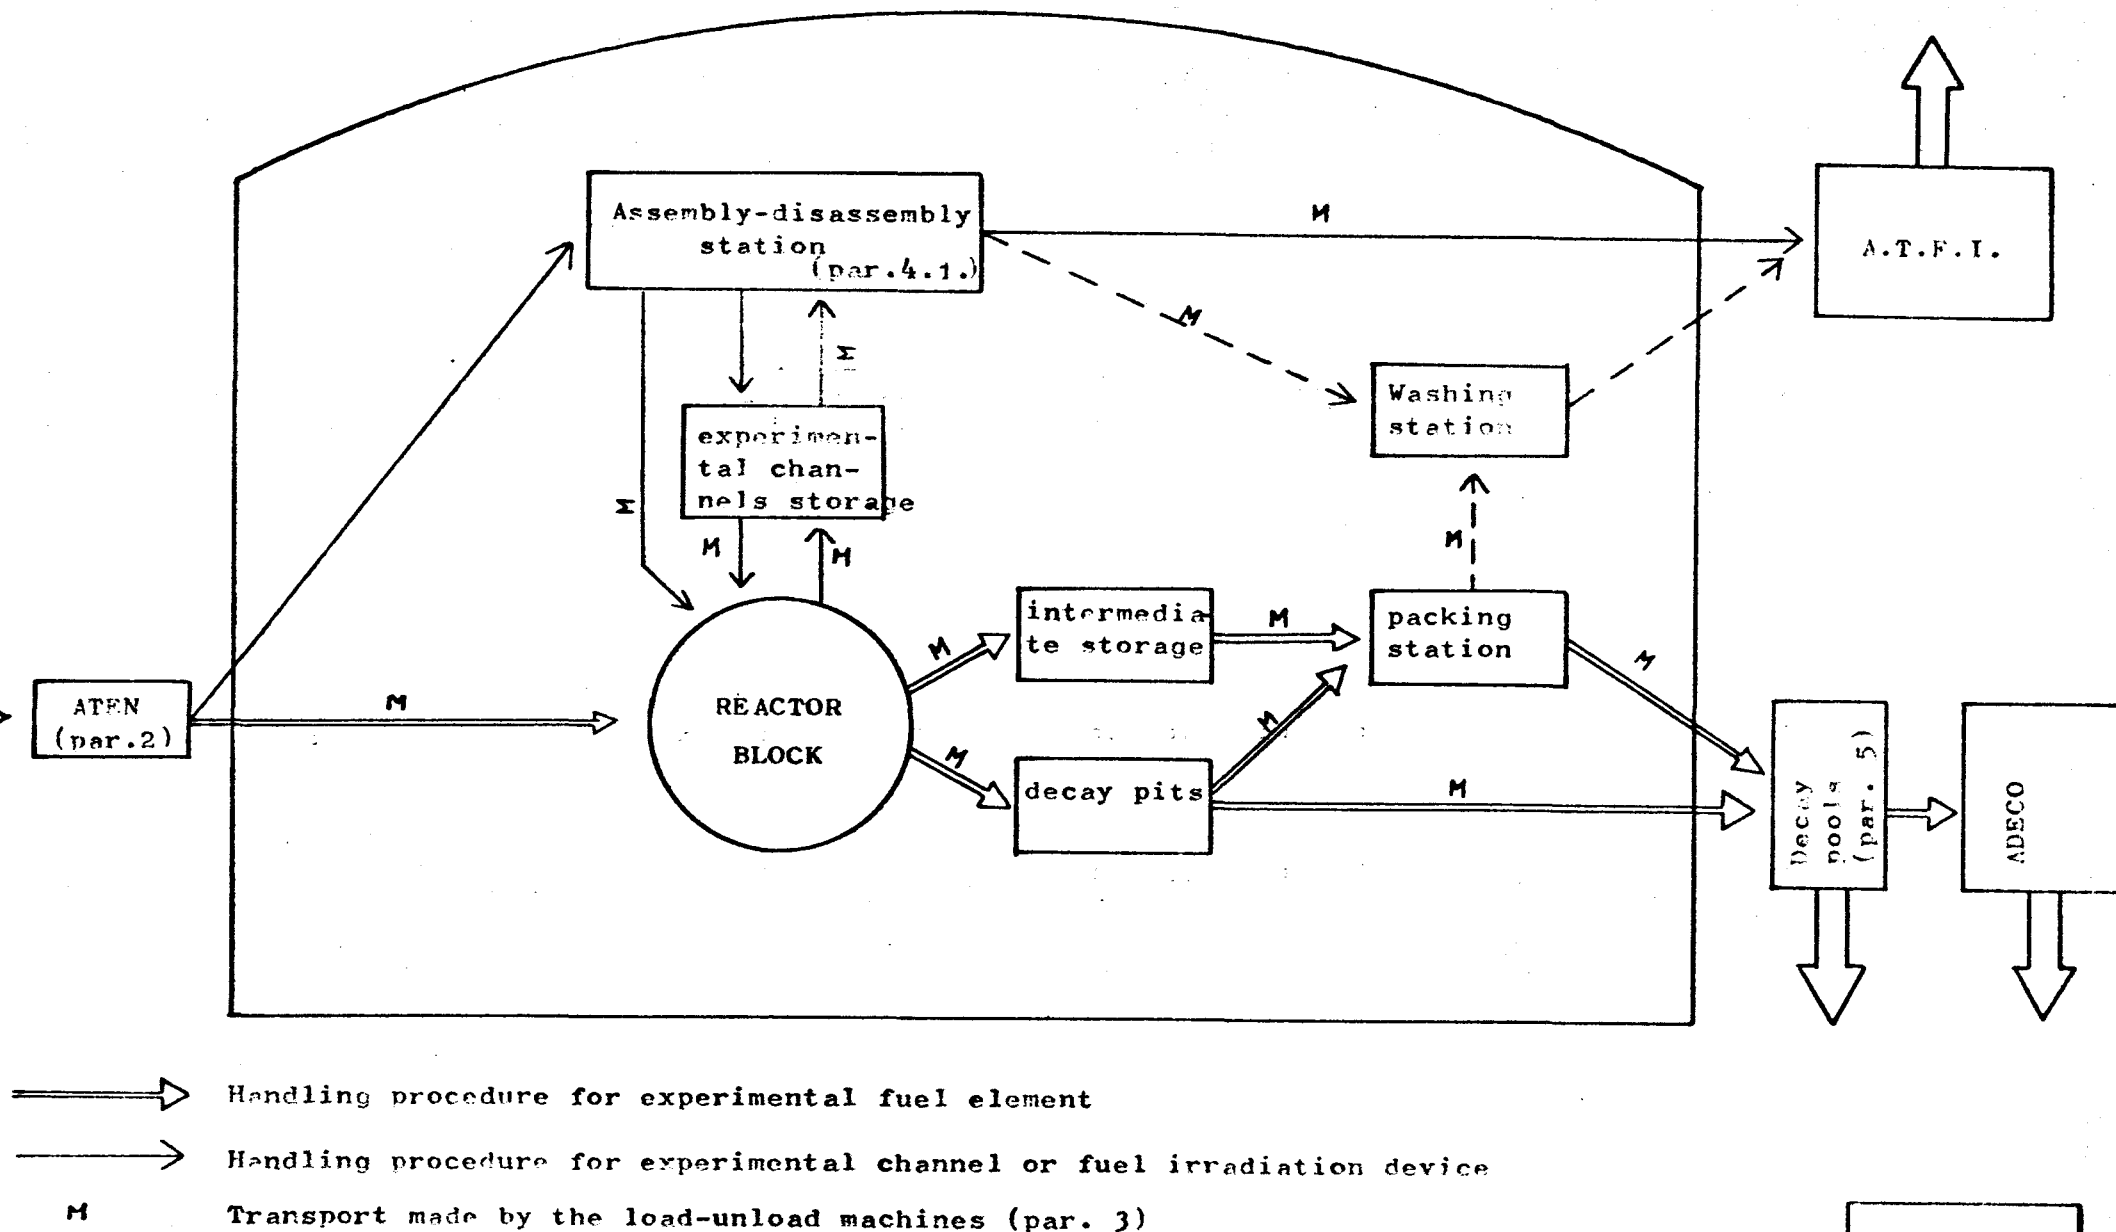 Assembly-disassembly
station
(par.4.1.)
M
A.T.F.I.
M
M
Washing
station
experimen-
tal chan-
nels storage
M
M
M
M
intermedia-
te storage
M
M
packing
station
M
ATEN
(par.2)
M
REACTOR
BLOCK
M
M
decay pits
M
Decay
pools
(par. 5)
ADECO
Handling procedure for experimental fuel element
Handling procedure for experimental channel or fuel irradiation device
M Transport made by the load-unload machines (par. 3)